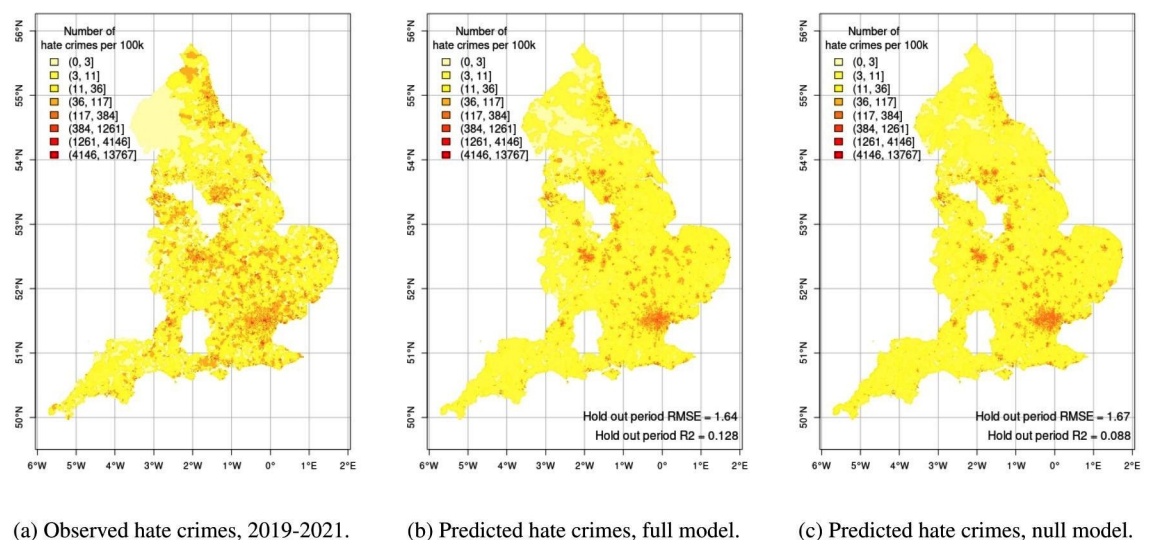 Number of
hate crimes per 100k
(0, 3]
(3, 11]
(11, 36]
(36, 117]
(117, 384]
(384, 1261]
(1261, 4146]
(4146, 13767]
56°N
55°N
54°N
53°N
52°N
51°N
50°N
6°W 5°W 4°W 3°W 2°W 1°W 0° 1°E 2°E
(a) Observed hate crimes, 2019-2021.
Number of
hate crimes per 100k
(0, 3]
(3, 11]
(11, 36]
(36, 117]
(117, 384]
(384, 1261]
(1261, 4146]
(4146, 13767]
56°N
55°N
54°N
53°N
52°N
51°N
50°N
Hold out period RMSE = 1.64
Hold out period R2 = 0.128
6°W 5°W 4°W 3°W 2°W 1°W 0° 1°E 2°E
(b) Predicted hate crimes, full model.
Number of
hate crimes per 100k
(0, 3]
(3, 11]
(11, 36]
(36, 117]
(117, 384]
(384, 1261]
(1261, 4146]
(4146, 13767]
56°N
55°N
54°N
53°N
52°N
51°N
50°N
Hold out period RMSE = 1.67
Hold out period R2 = 0.088
6°W 5°W 4°W 3°W 2°W 1°W 0° 1°E 2°E
(c) Predicted hate crimes, null model.